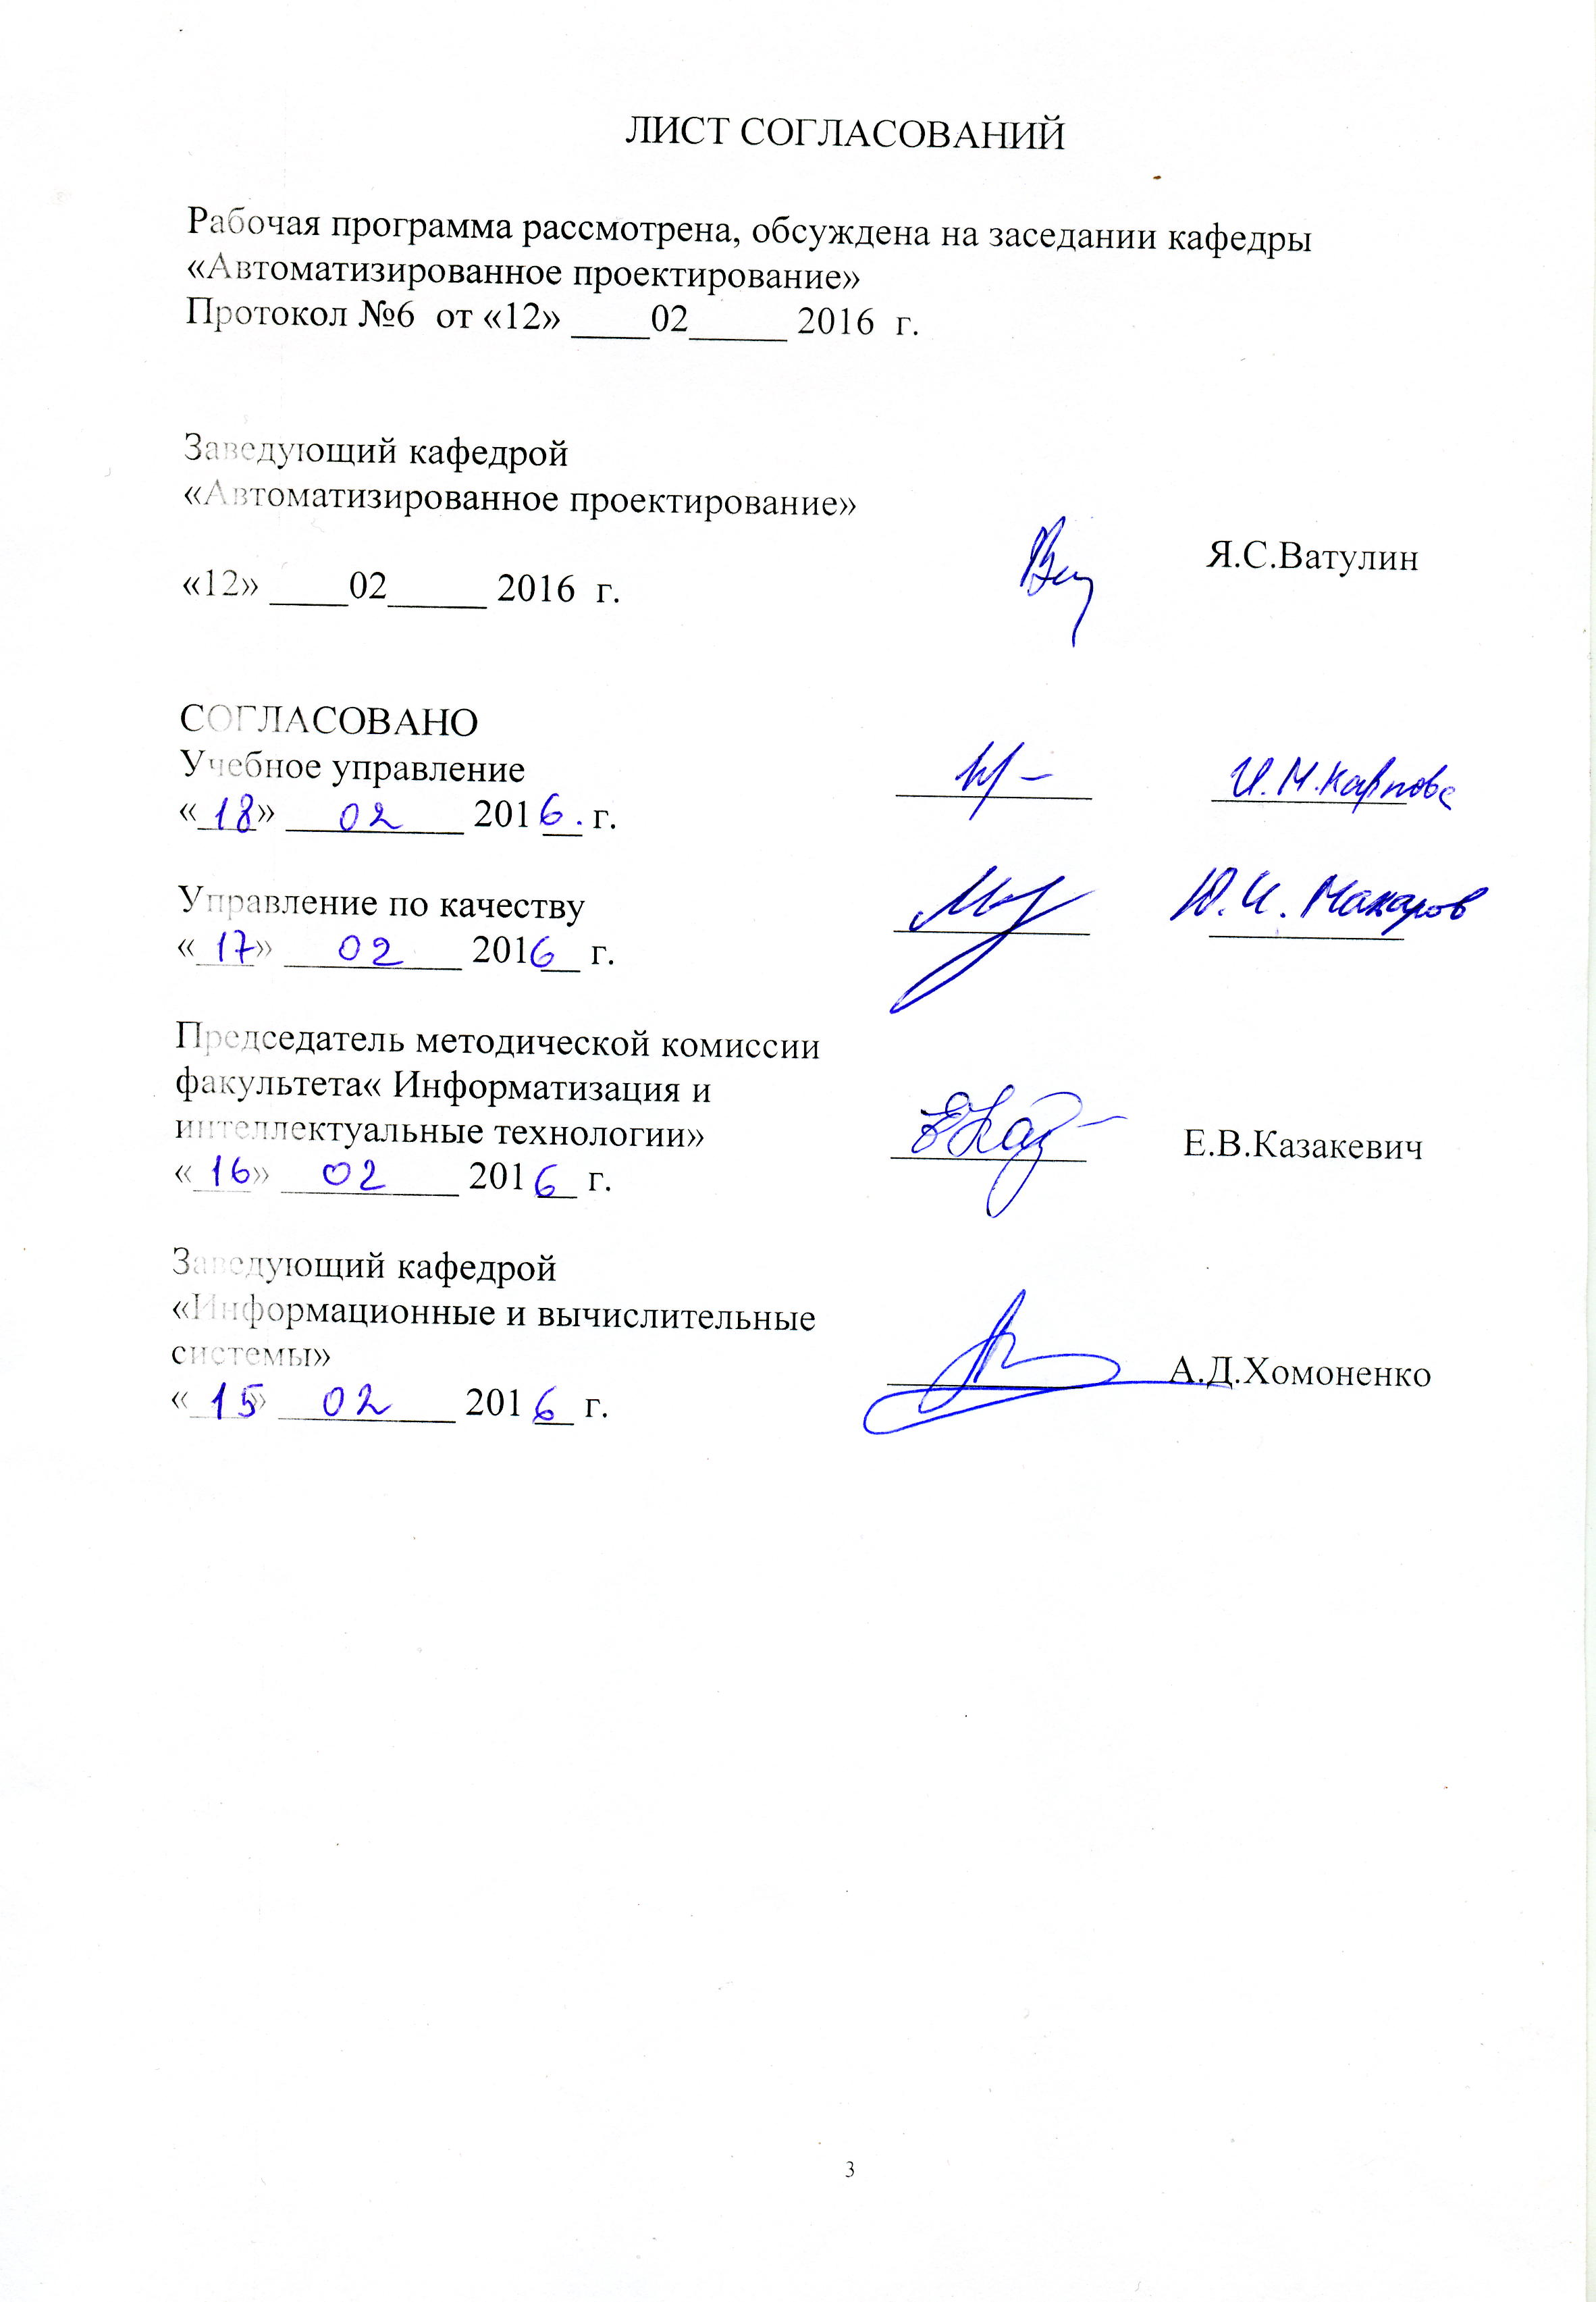 ЛИСТ СОГЛАСОВАНИЙ
Рабочая программа рассмотрена, обсуждена на заседании кафедры
«Автоматизированное проектирование»
Протокол №6 от «12» ____02_____ 2016 г.
Заведующий кафедрой
«Автоматизированное проектирование»
Я.С.Ватулин
«12» ____02_____ 2016 г.
СОГЛАСОВАНО
Учебное управление
И.М.Карпова
«18» 02 2016. г.
Управление по качеству
Ю.И. Макаров
«17» 02 2016 г.
Председатель методической комиссии
факультета« Информатизация и
интеллектуальные технологии»
Е.В.Казакевич
«16» 02 2016 г.
Заведующий кафедрой
«Информационные и вычислительные
системы»
А.Д.Хомоненко
«15» 02 2016 г.
3